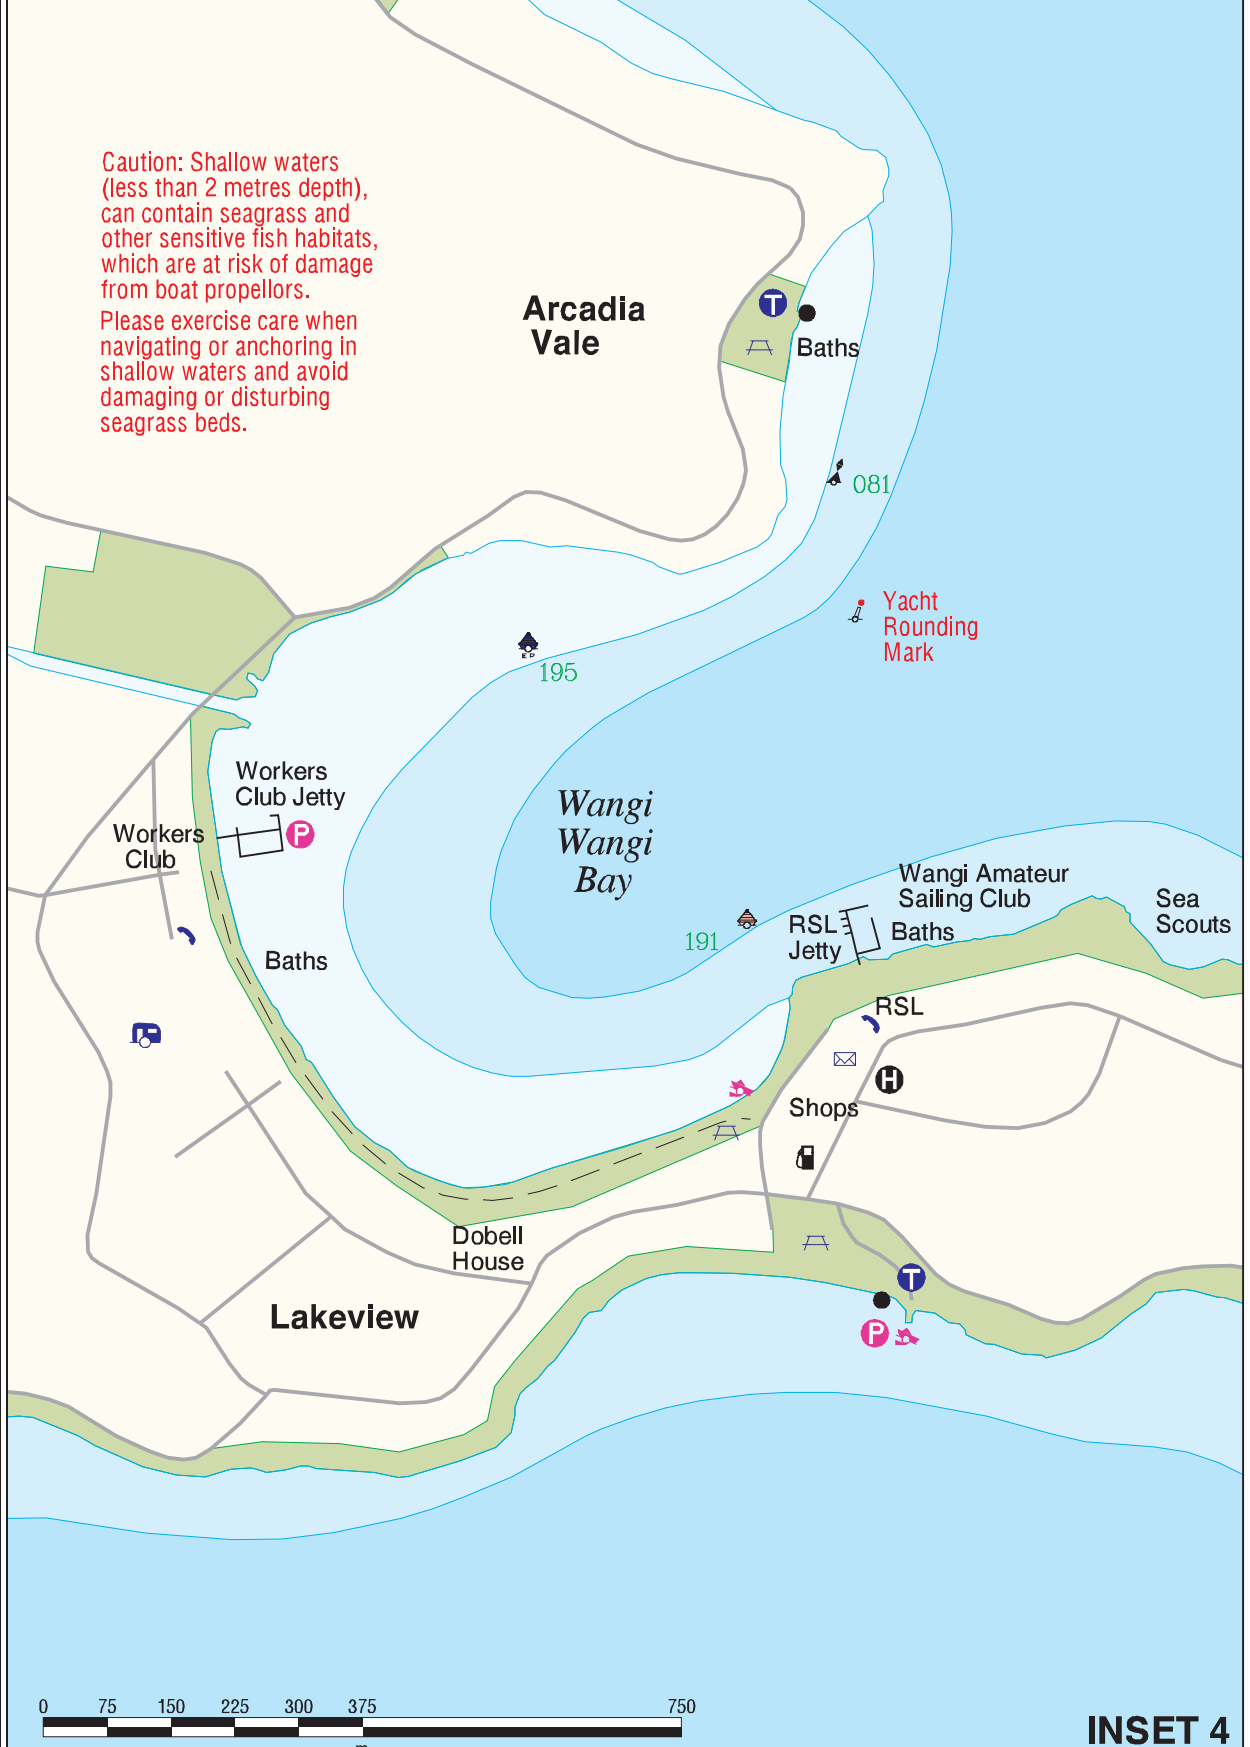 Caution: Shallow waters
(less than 2 metres depth),
can contain seagrass and
other sensitive fish habitats,
which are at risk of damage
from boat propellors.
Please exercise care when
navigating or anchoring in
shallow waters and avoid
damaging or disturbing
seagrass beds.
Arcadia
Vale
T
Baths
081
Yacht
Rounding
Mark
E P
195
Workers
Club Jetty
P
Workers
Club
Wangi
Wangi
Bay
Wangi Amateur
Sailing Club
Sea
Scouts
RSL
Jetty
Baths
191
Baths
RSL
H
Shops
Dobell
House
T
Lakeview
P
0 75 150 225 300 375 750
m
INSET 4